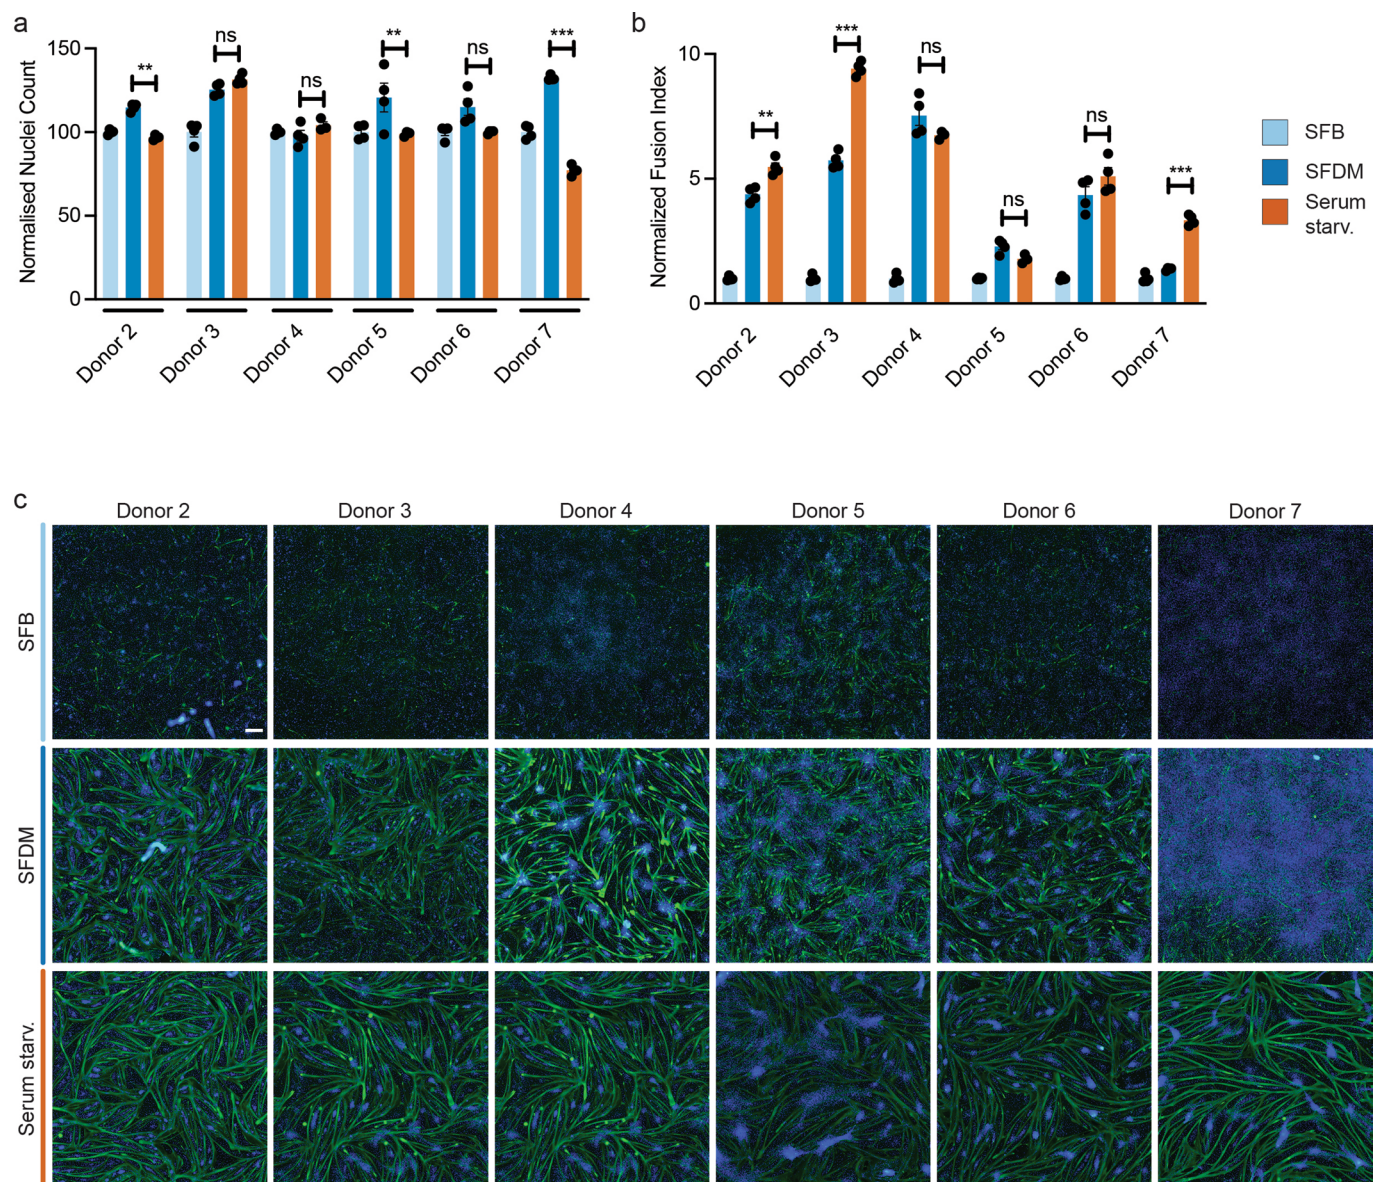 a
Normalised Nuclei Count
150
100
50
0
**
ns
ns
**
ns
***
Donor 2
Donor 3
Donor 4
Donor 5
Donor 6
Donor 7
b
Normalized Fusion Index
10
5
0
**
***
ns
ns
ns
***
Donor 2
Donor 3
Donor 4
Donor 5
Donor 6
Donor 7
SFB
SFDM
Serum
starv.
c
Donor 2
Donor 3
Donor 4
Donor 5
Donor 6
Donor 7
SFB
SFDM
Serum starv.